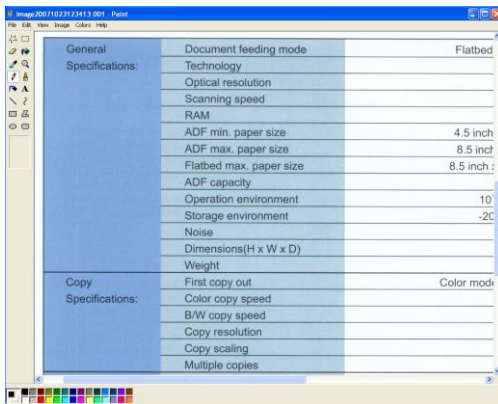 Image20071023123413-001 - Paint
File Edit View Image Colors Help
General Document feeding mode Flatbed
Specifications: Technology
Optical resolution
Scanning speed
RAM
ADF min. paper size 4.5 inch
ADF max. paper size 8.5 inch
Flatbed max. paper size 8.5 inch
ADF capacity
Operation environment 10
Storage environment -20
Noise
Dimensions(H x W x D)
Weight
Copy First copy out Color mode
Specifications: Color copy speed
B/W copy speed
Copy resolution
Copy scaling
Multiple copies